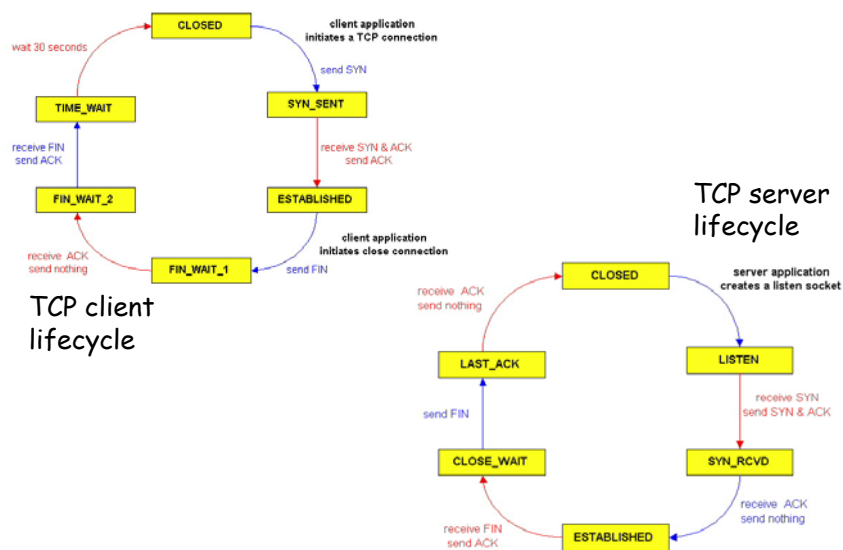 CLOSED
client application
initiates a TCP connection
wait 30 seconds
send SYN
TIME_WAIT
SYN_SENT
receive FIN
send ACK
receive SYN & ACK
send ACK
FIN_WAIT_2
ESTABLISHED
client application
initiates close connection
receive ACK
send nothing
FIN_WAIT_1
send FIN
TCP client
lifecycle
TCP server
lifecycle
CLOSED
server application
creates a listen socket
receive ACK
send nothing
LAST_ACK
LISTEN
receive SYN
send SYN & ACK
send FIN
CLOSE_WAIT
SYN_RCVD
receive ACK
send nothing
receive FIN
send ACK
ESTABLISHED